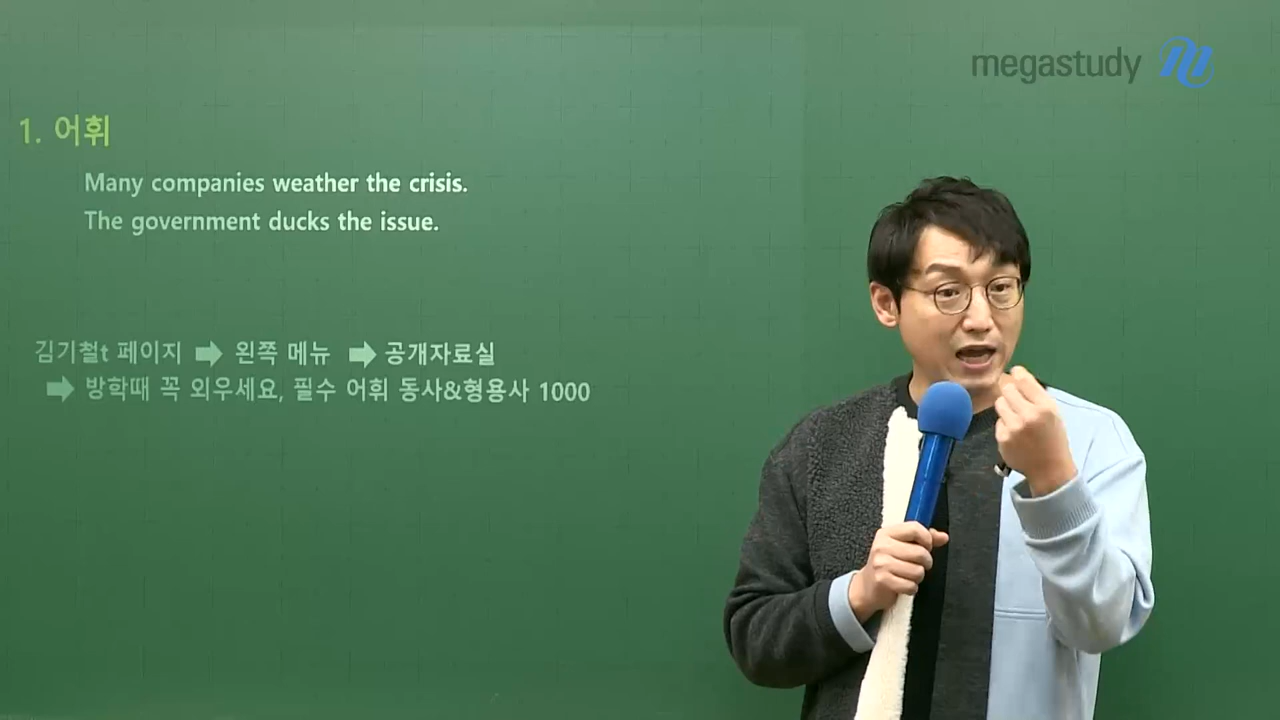 megastudy
1. 어휘
Many companies weather the crisis.
The government ducks the issue.
김기철t 페이지 ➡ 왼쪽 메뉴 ➡ 공개자료실
➡ 방학때 꼭 외우세요, 필수 어휘 동사&형용사 1000